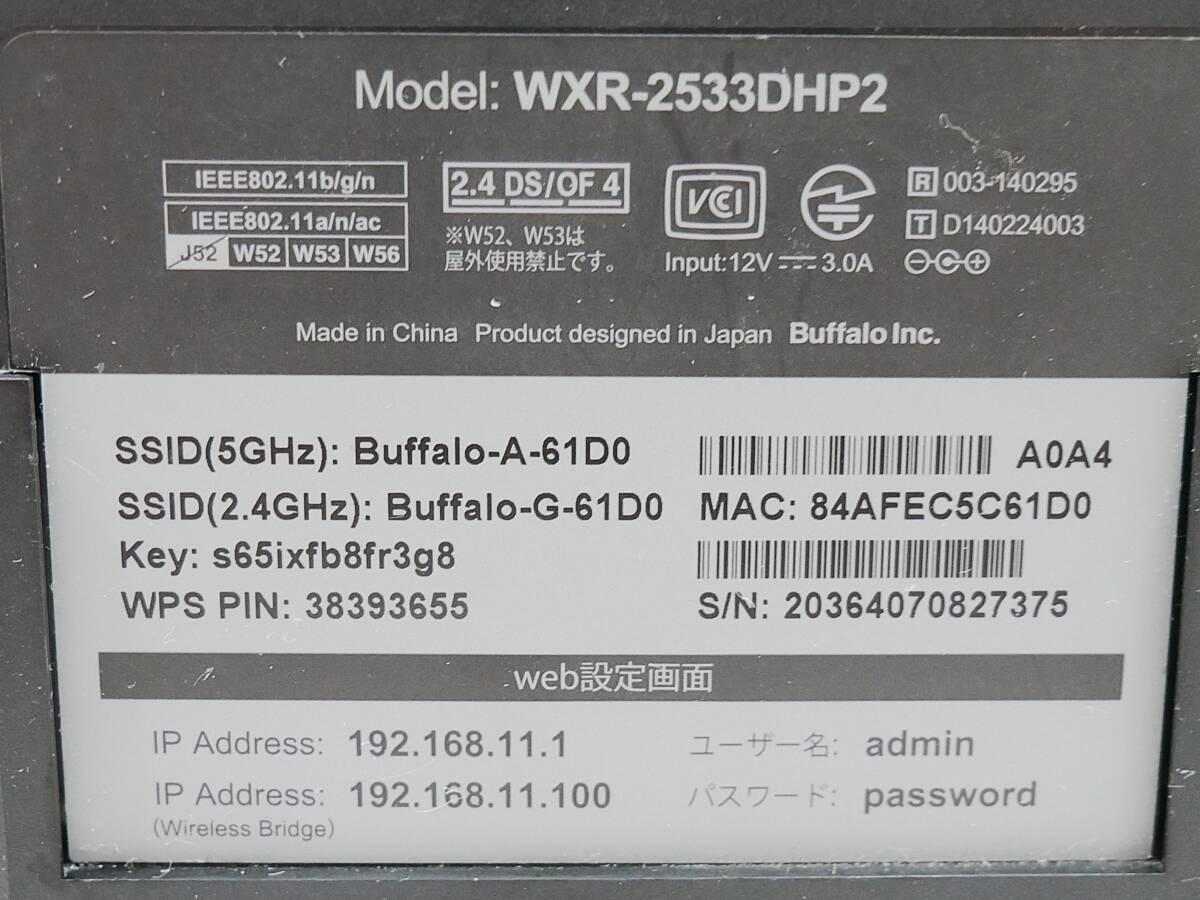 Model: WXR-2533DHP2
IEEE802.11b/g/n
IEEE802.11a/n/ac
J52 W52 W53 W56
2.4 DS/OF 4
※W52、W53は
屋外使用禁止です。
VCI
Input:12V 3.0A
R 003-140295
T D140224003
Made in China Product designed in Japan Buffalo Inc.
SSID(5GHz): Buffalo-A-61D0
A0A4
SSID(2.4GHz): Buffalo-G-61D0
MAC: 84AFEC5C61D0
Key: s65ixfb8fr3g8
WPS PIN: 38393655
S/N: 20364070827375
web設定画面
IP Address: 192.168.11.1
ユーザー名: admin
IP Address: 192.168.11.100
(Wireless Bridge)
パスワード: password